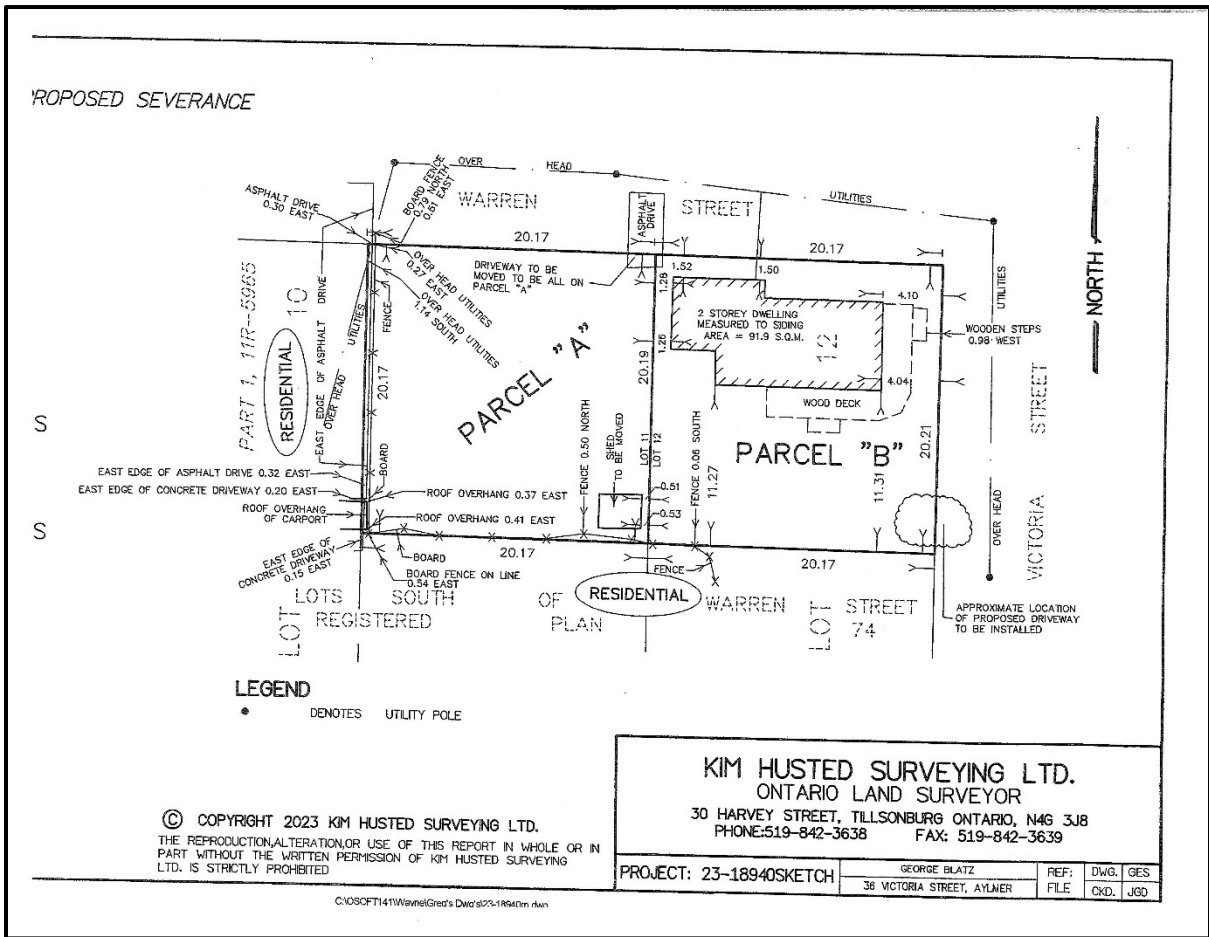 PROPOSED SEVERANCE
OVER HEAD UTILITIES
BOARD FENCE
0.79 NORTH
0.61 EAST
WARREN STREET
ASPHALT DRIVE
0.30 EAST
ASPHALT
DRIVE
20.17
20.17
DRIVEWAY TO BE
MOVED TO BE ALL ON
PARCEL "A"
1.52
1.50
1.28
4.10
OVER HEAD UTILITIES
0.27 EAST
OVER HEAD UTILITIES
1.14 SOUTH
FENCE
UTILITIES
OVER HEAD
EAST EDGE OF ASPHALT DRIVE
PART 1, 11R-5965
10
RESIDENTIAL
20.17
PARCEL "A"
2 STOREY DWELLING
MEASURED TO SIDING
AREA = 91.9 S.Q.M.
12
WOODEN STEPS
0.98 WEST
NORTH
UTILITIES
OVER HEAD
VICTORIA STREET
1.26
20.19
4.04
WOOD DECK
PARCEL "B"
20.21
S
S
BOARD
FENCE 0.50 NORTH
SHED
TO BE MOVED
LOT 11
LOT 12
FENCE 0.06 SOUTH
11.27
11.31
EAST EDGE OF ASPHALT DRIVE 0.32 EAST
EAST EDGE OF CONCRETE DRIVEWAY 0.20 EAST
ROOF OVERHANG 0.37 EAST
ROOF OVERHANG
OF CARPORT
ROOF OVERHANG 0.41 EAST
0.51
0.53
EAST EDGE OF
CONCRETE DRIVEWAY
0.15 EAST
BOARD
20.17
BOARD FENCE ON LINE
0.54 EAST
FENCE
20.17
RESIDENTIAL
LOT
LOTS SOUTH OF WARREN STREET
REGISTERED PLAN 74
LOT
APPROXIMATE LOCATION
OF PROPOSED DRIVEWAY
TO BE INSTALLED
LEGEND
DENOTES UTILITY POLE
KIM HUSTED SURVEYING LTD.
ONTARIO LAND SURVEYOR
30 HARVEY STREET, TILLSONBURG ONTARIO, N4G 3J8
PHONE:519-842-3638 FAX: 519-842-3639
© COPYRIGHT 2023 KIM HUSTED SURVEYING LTD.
THE REPRODUCTION,ALTERATION,OR USE OF THIS REPORT IN WHOLE OR IN
PART WITHOUT THE WRITTEN PERMISSION OF KIM HUSTED SURVEYING
LTD. IS STRICTLY PROHIBITED
PROJECT: 23-18940SKETCH
GEORGE BLATZ
36 VICTORIA STREET, AYLMER
REF:
FILE
DWG. GES
CKD. JGD
C:\OSOFT141\Wayne\Greg's Dwg's\23-18940m.dwg